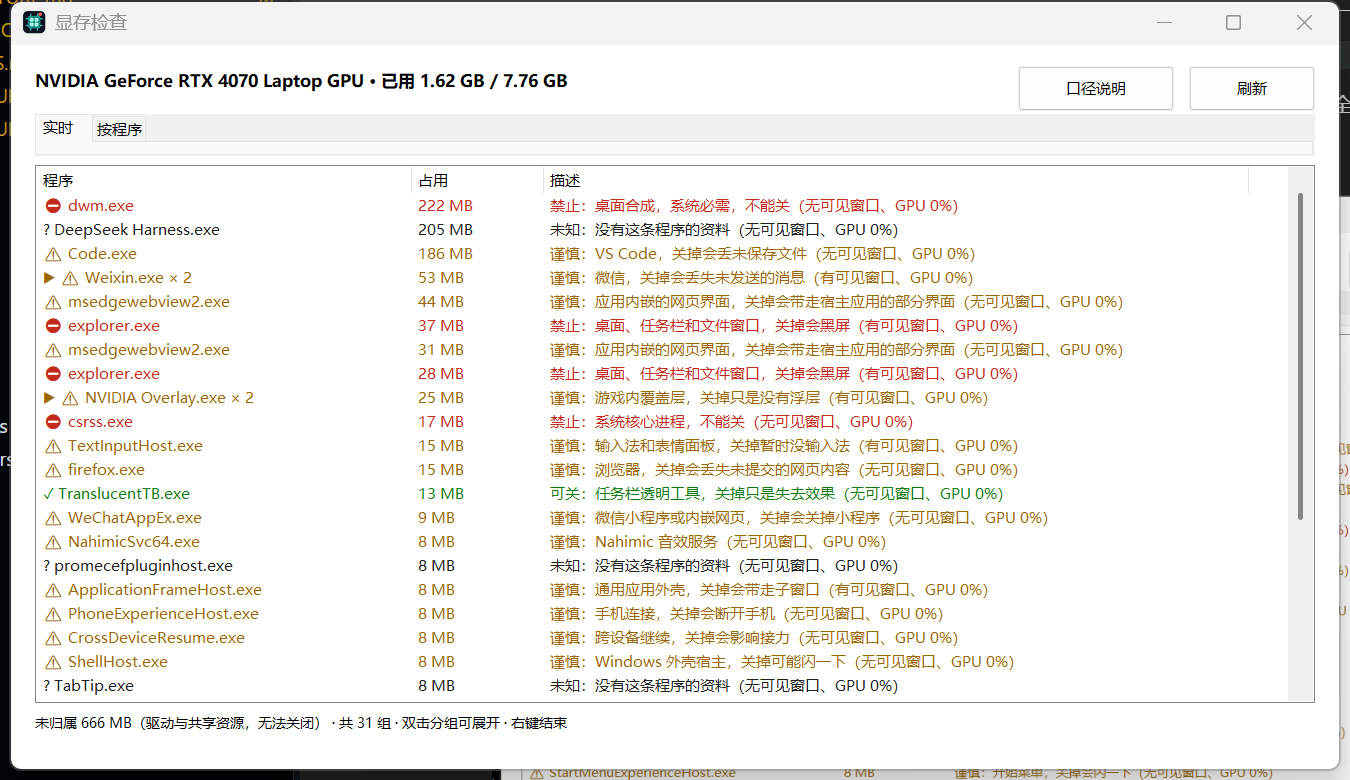 显存检查
NVIDIA GeForce RTX 4070 Laptop GPU • 已用 1.62 GB / 7.76 GB
口径说明
刷新
实时 按程序
程序 占用 描述
dwm.exe 222 MB 禁止：桌面合成，系统必需，不能关（无可见窗口、GPU 0%）
? DeepSeek Harness.exe 205 MB 未知：没有这条程序的资料（无可见窗口、GPU 0%）
Code.exe 186 MB 谨慎：VS Code，关掉会丢未保存文件（无可见窗口、GPU 0%）
Weixin.exe × 2 53 MB 谨慎：微信，关掉会丢失未发送的消息（有可见窗口、GPU 0%）
msedgewebview2.exe 44 MB 谨慎：应用内嵌的网页界面，关掉会带走宿主应用的部分界面（无可见窗口、GPU 0%）
explorer.exe 37 MB 禁止：桌面、任务栏和文件窗口，关掉会黑屏（有可见窗口、GPU 0%）
msedgewebview2.exe 31 MB 谨慎：应用内嵌的网页界面，关掉会带走宿主应用的部分界面（无可见窗口、GPU 0%）
explorer.exe 28 MB 禁止：桌面、任务栏和文件窗口，关掉会黑屏（有可见窗口、GPU 0%）
NVIDIA Overlay.exe × 2 25 MB 谨慎：游戏内覆盖层，关掉只是没有浮层（有可见窗口、GPU 0%）
csrss.exe 17 MB 禁止：系统核心进程，不能关（无可见窗口、GPU 0%）
TextInputHost.exe 15 MB 谨慎：输入法和表情面板，关掉暂时没输入法（有可见窗口、GPU 0%）
firefox.exe 15 MB 谨慎：浏览器，关掉会丢失未提交的网页内容（无可见窗口、GPU 0%）
✓ TranslucentTB.exe 13 MB 可关：任务栏透明工具，关掉只是失去效果（无可见窗口、GPU 0%）
WeChatAppEx.exe 9 MB 谨慎：微信小程序或内嵌网页，关掉会关掉小程序（无可见窗口、GPU 0%）
NahimicSvc64.exe 8 MB 谨慎：Nahimic 音效服务（无可见窗口、GPU 0%）
? promecefpluginhost.exe 8 MB 未知：没有这条程序的资料（无可见窗口、GPU 0%）
ApplicationFrameHost.exe 8 MB 谨慎：通用应用外壳，关掉会带走子窗口（有可见窗口、GPU 0%）
PhoneExperienceHost.exe 8 MB 谨慎：手机连接，关掉会断开手机（无可见窗口、GPU 0%）
CrossDeviceResume.exe 8 MB 谨慎：跨设备继续，关掉会影响接力（无可见窗口、GPU 0%）
ShellHost.exe 8 MB 谨慎：Windows 外壳宿主，关掉可能闪一下（无可见窗口、GPU 0%）
? TabTip.exe 8 MB 未知：没有这条程序的资料（无可见窗口、GPU 0%）
未归属 666 MB（驱动与共享资源，无法关闭） · 共 31 组 · 双击分组可展开 · 右键结束
StartMenuExperienceHost.exe 8 MB 谨慎：开始菜单，关掉会闪一下（无可见窗口、GPU 0%）